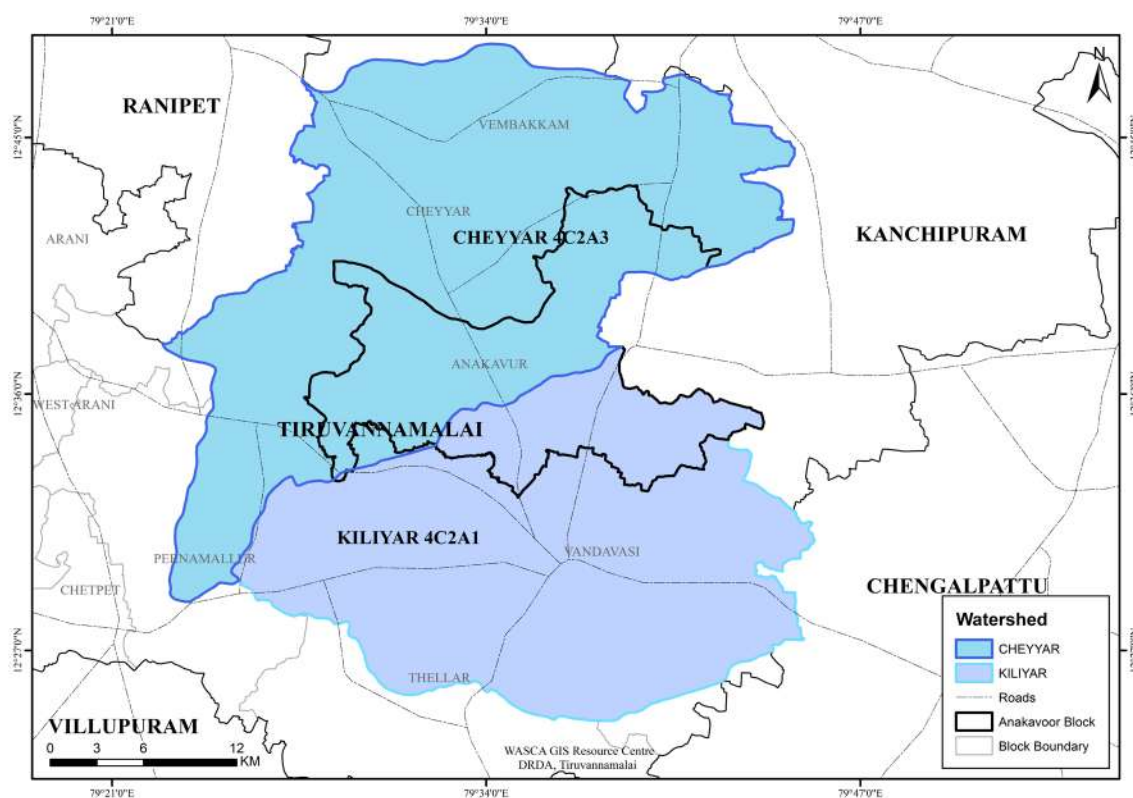 79°21'0"E
79°34'0"E
79°47'0"E
N
RANIPET
VEMBAKKAM
12°45'0"N
ARANI
CHEYYAR
CHEYYAR 4C2A3
KANCHIPURAM
ANAKAVUR
12°36'0"N
WEST ARANI
TIRUVANNAMALAI
KILIYAR 4C2A1
PERNAMALLUR
VANDAVASI
CHETPET
CHENGALPATTU
Watershed
CHEYYAR
KILIYAR
Roads
Anakavoor Block
Block Boundary
12°27'0"N
THELLAR
VILLUPURAM
0 3 6 12
KM
WASCA GIS Resource Centre
DRDA, Tiruvannamalai
79°21'0"E
79°34'0"E
79°47'0"E